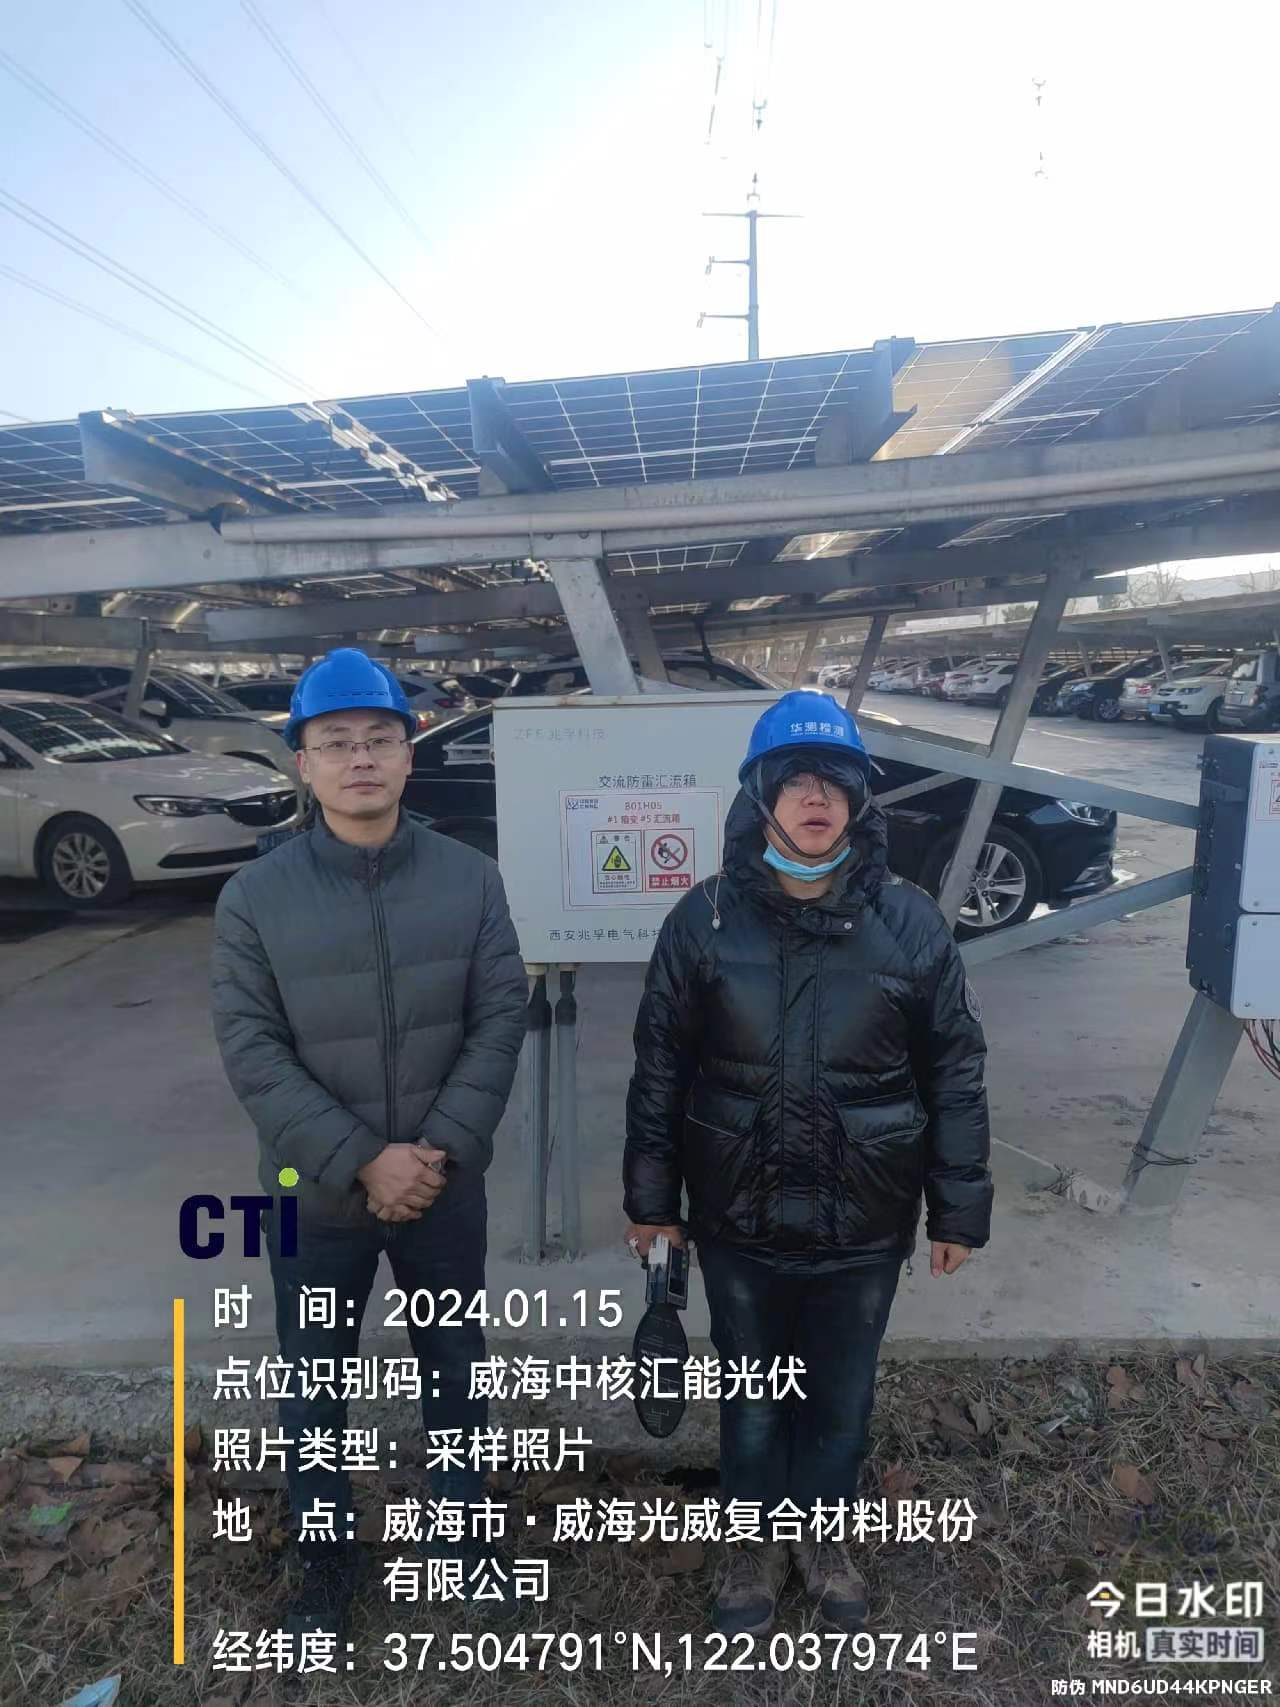 华测检测
ZFE 兆孚科技
交流防雷汇流箱
B01H05
#1箱变 #5汇流箱
禁止烟火
西安兆孚电气科技
CTI
时 间：2024.01.15
点位识别码：威海中核汇能光伏
照片类型：采样照片
地 点：威海市·威海光威复合材料股份
有限公司
经纬度：37.504791°N,122.037974°E
今日水印
相机 真实时间
防伪 MND6UD44KPNGER